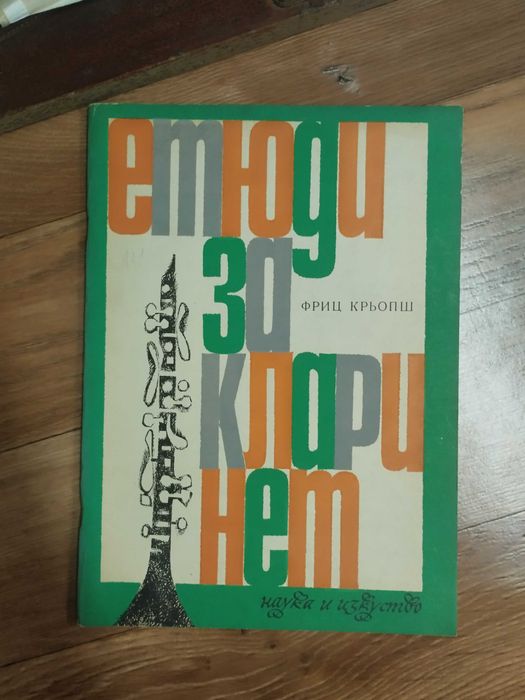 етюди
за
ФРИЦ КРЬОПШ
клари
нет
наука и изкуство